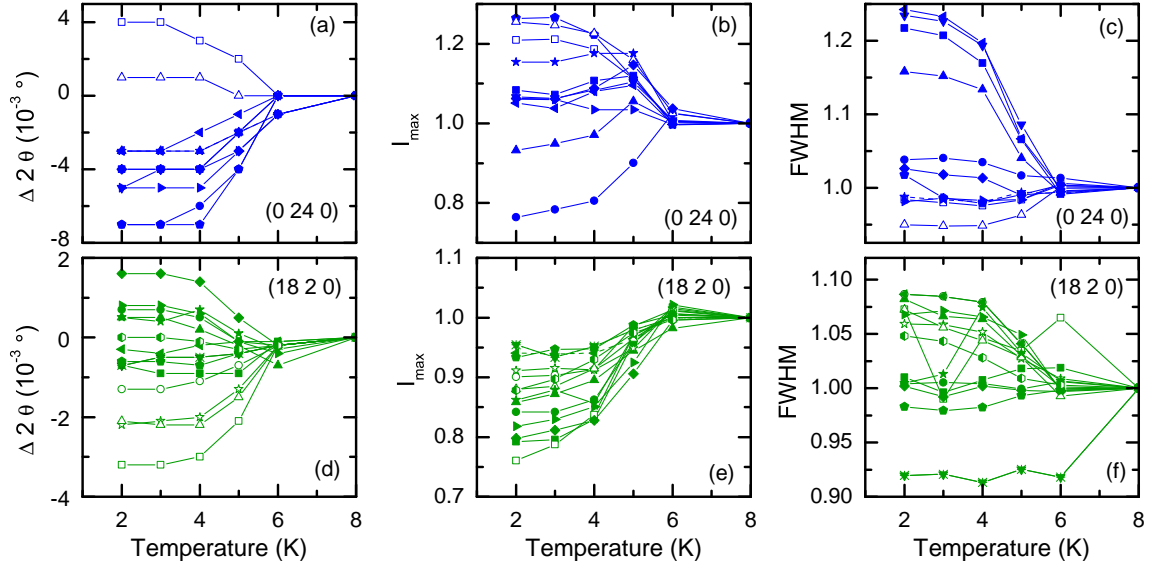 (a)
(b)
(c)
4
0
-4
-8
Δ 2 θ (10⁻³ °)
(0 24 0)
1.2
1.0
0.8
I_max
(0 24 0)
1.2
1.1
1.0
FWHM
(0 24 0)
2
0
-2
-4
Δ 2 θ (10⁻³ °)
(18 2 0)
(d)
2 4 6 8
Temperature (K)
1.1
1.0
0.9
0.8
0.7
I_max
(18 2 0)
(e)
2 4 6 8
Temperature (K)
1.10
1.05
1.00
0.95
0.90
FWHM
(18 2 0)
(f)
2 4 6 8
Temperature (K)